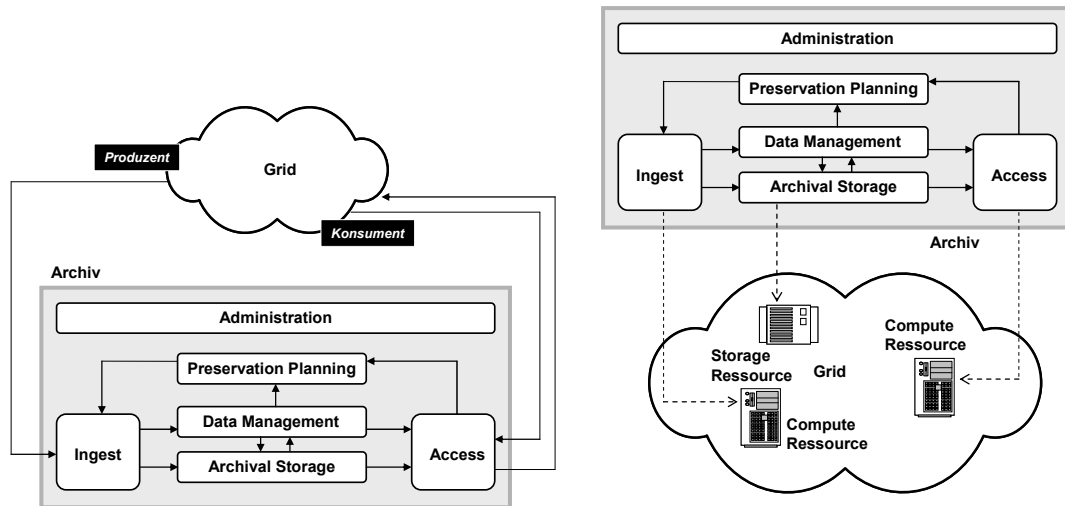 Produzent
Grid
Konsument
Archiv
Administration
Preservation Planning
Data Management
Ingest
Access
Archival Storage
Administration
Preservation Planning
Data Management
Ingest
Access
Archival Storage
Archiv
Compute
Ressource
Storage
Ressource
Grid
Compute
Ressource